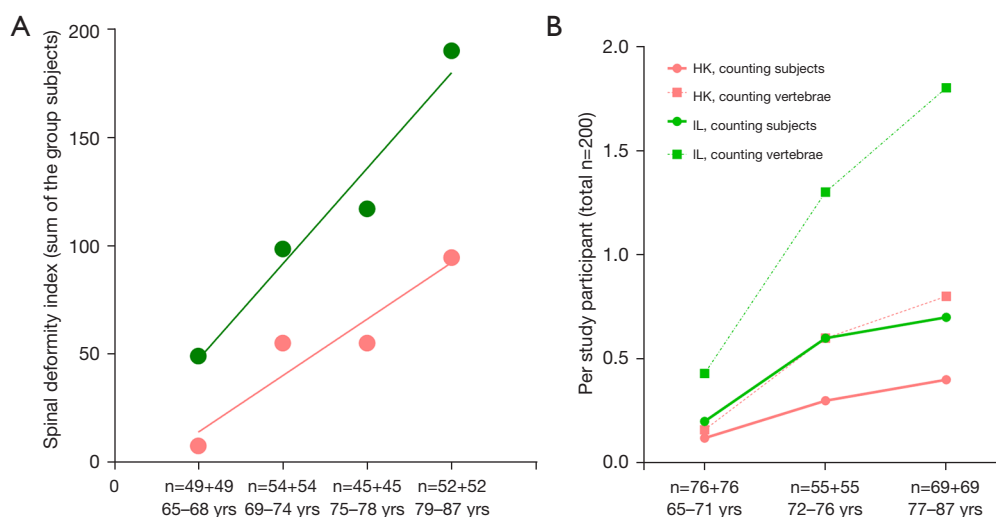 A
Spinal deformity index (sum of the group subjects)
200
150
100
50
0
0
n=49+49
65–68 yrs
n=54+54
69–74 yrs
n=45+45
75–78 yrs
n=52+52
79–87 yrs
B
Per study participant (total n=200)
2.0
1.5
1.0
0.5
0.0
HK, counting subjects
HK, counting vertebrae
IL, counting subjects
IL, counting vertebrae
n=76+76
65–71 yrs
n=55+55
72–76 yrs
n=69+69
77–87 yrs